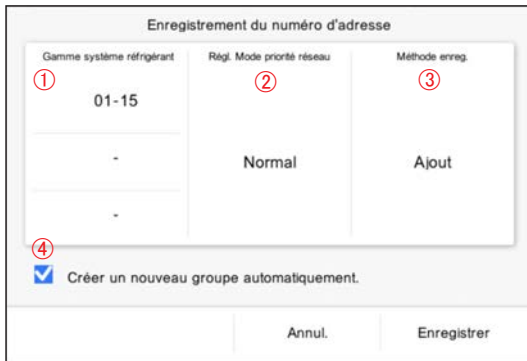 Enregistrement du numéro d'adresse
Gamme système réfrigérant Régl. Mode priorité réseau Méthode enreg.
① ② ③
01-15
-
Normal Ajout
-
④
Créer un nouveau groupe automatiquement.
Annul. Enregistrer